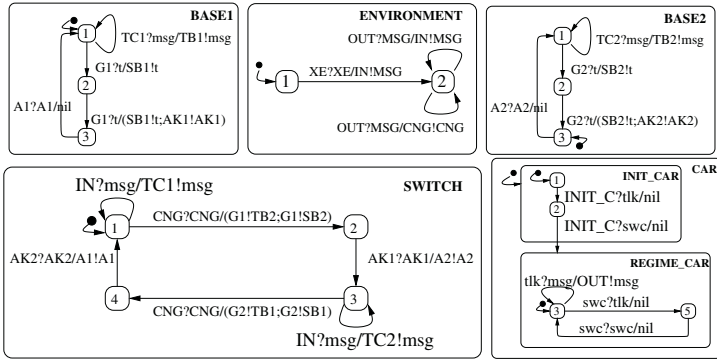 BASE1
1
TC1?msg/TB1!msg
G1?t/SB1!t
2
A1?A1/nil
G1?t/(SB1!t;AK1!AK1)
3
ENVIRONMENT
OUT?MSG/IN!MSG
XE?XE/IN!MSG
1
2
OUT?MSG/CNG!CNG
BASE2
1
TC2?msg/TB2!msg
G2?t/SB2!t
2
A2?A2/nil
G2?t/(SB2!t;AK2!AK2)
3
SWITCH
IN?msg/TC1!msg
CNG?CNG/(G1!TB2;G1!SB2)
1
2
AK2?AK2/A1!A1
AK1?AK1/A2!A2
4
3
CNG?CNG/(G2!TB1;G2!SB1)
IN?msg/TC2!msg
CAR
INIT_CAR
1
INIT_C?tlk/nil
2
INIT_C?swc/nil
REGIME_CAR
tlk?msg/OUT!msg
swc?tlk/nil
3
5
swc?swc/nil